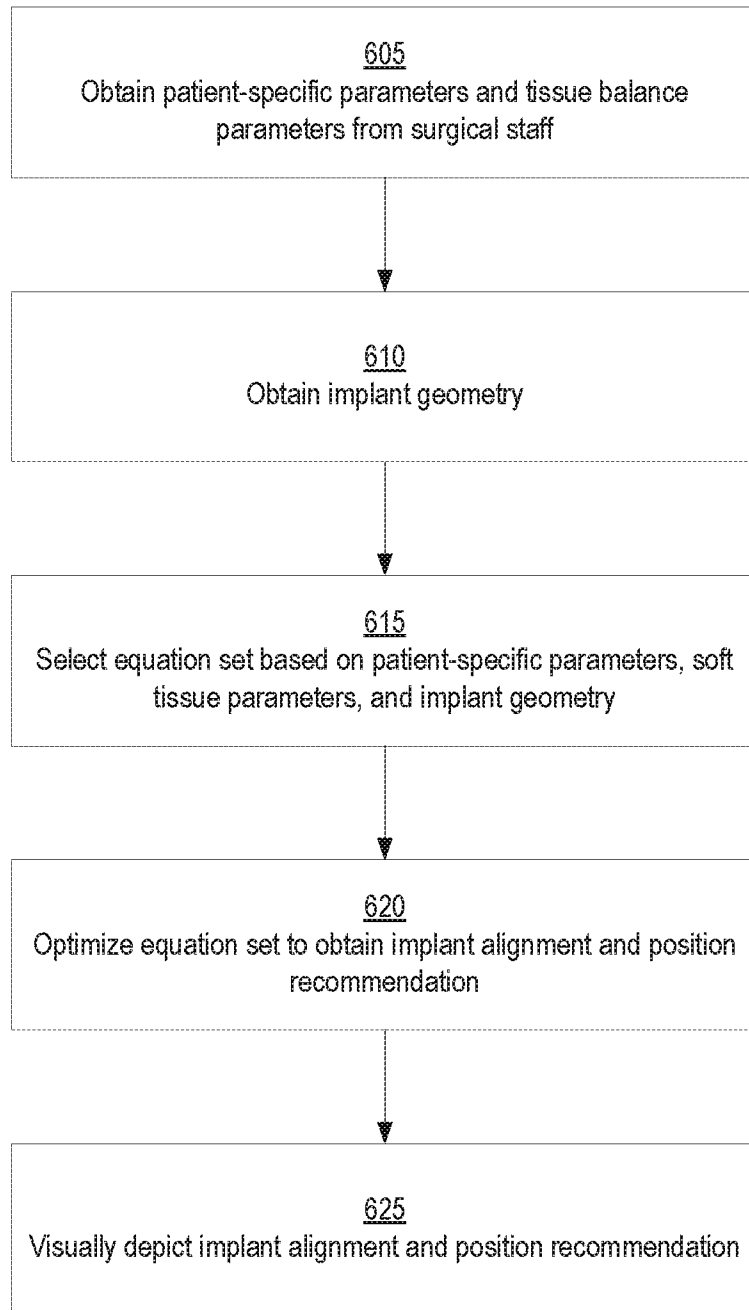 605
Obtain patient-specific parameters and tissue balance
parameters from surgical staff
610
Obtain implant geometry
615
Select equation set based on patient-specific parameters, soft
tissue parameters, and implant geometry
620
Optimize equation set to obtain implant alignment and position
recommendation
625
Visually depict implant alignment and position recommendation